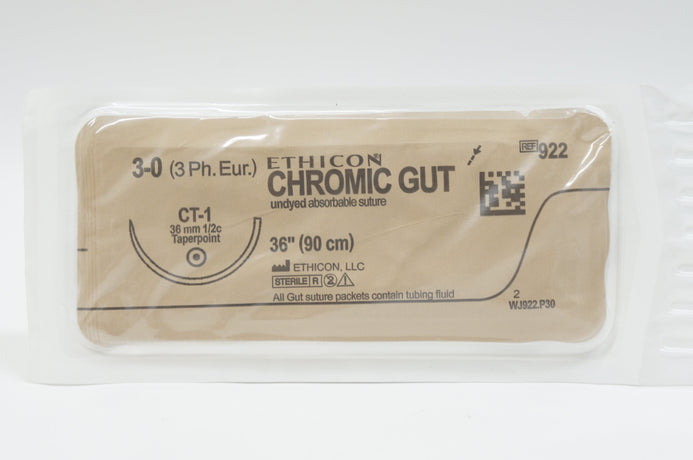 3-0 (3 Ph. Eur.)
ETHICON
CHROMIC GUT
undyed absorbable suture
REF 922
CT-1
36 mm 1/2c
Taperpoint
36" (90 cm)
ETHICON, LLC
STERILE R 2
All Gut suture packets contain tubing fluid
2
WJ922.P30